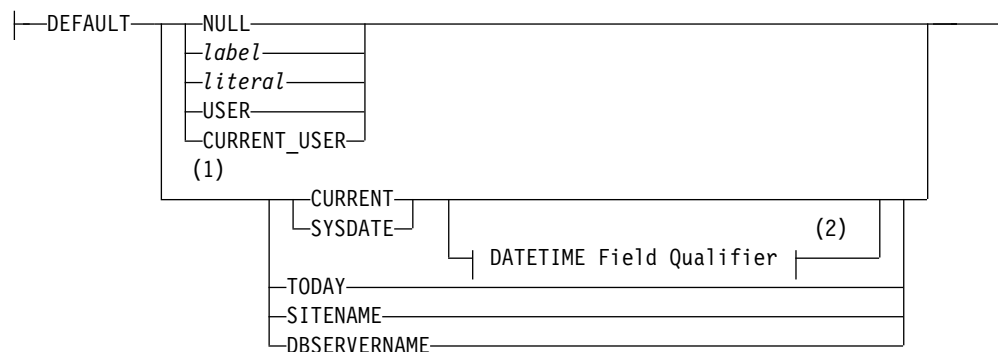 DEFAULT
NULL
label
literal
USER
CURRENT_USER
(1)
CURRENT
SYSDATE
(2)
DATETIME Field Qualifier
TODAY
SITENAME
DBSERVERNAME